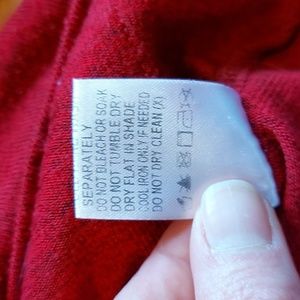 SEPARATELY
DO NOT BLEACH OR SOAK
DO NOT TUMBLE DRY
DRY FLAT IN SHADE
COOL IRON ONLY IF NEEDED
DO NOT DRY CLEAN (X)